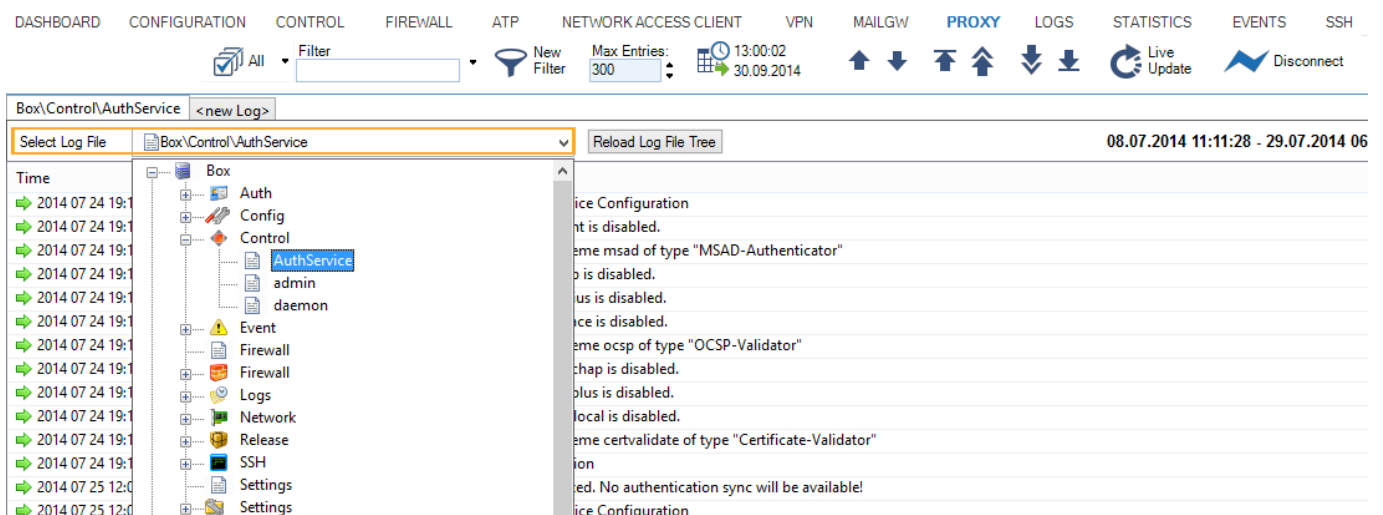 DASHBOARD CONFIGURATION CONTROL FIREWALL ATP NETWORK ACCESS CLIENT VPN MAILGW PROXY LOGS STATISTICS EVENTS SSH
All Filter New Filter Max Entries: 300 13:00:02 30.09.2014 Live Update Disconnect
Box\Control\AuthService <new Log>
Select Log File Box\Control\AuthService Reload Log File Tree 08.07.2014 11:11:28 - 29.07.2014 06
Time Box
Auth
2014 07 24 19:1 ice Configuration
Config
2014 07 24 19:1 nt is disabled.
Control
2014 07 24 19:1 eme msad of type "MSAD-Authenticator"
AuthService
2014 07 24 19:1 p is disabled.
admin
2014 07 24 19:1 ius is disabled.
daemon
2014 07 24 19:1 ace is disabled.
Event
2014 07 24 19:1 eme ocsp of type "OCSP-Validator"
Firewall
2014 07 24 19:1 chap is disabled.
Firewall
2014 07 24 19:1 plus is disabled.
Logs
2014 07 24 19:1 local is disabled.
Network
2014 07 24 19:1 eme certvalidate of type "Certificate-Validator"
Release
2014 07 24 19:1 ion
SSH
2014 07 25 12:0 ted. No authentication sync will be available!
Settings
2014 07 25 12:0 ice Configuration
Settings